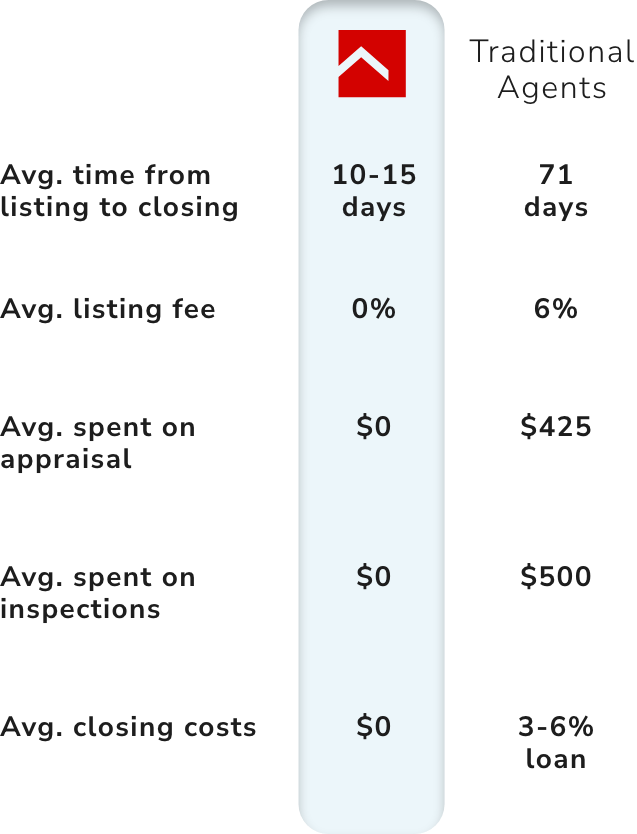 Traditional
Agents
Avg. time from
listing to closing
10-15
days
71
days
Avg. listing fee
0%
6%
Avg. spent on
appraisal
$0
$425
Avg. spent on
inspections
$0
$500
Avg. closing costs
$0
3-6%
loan